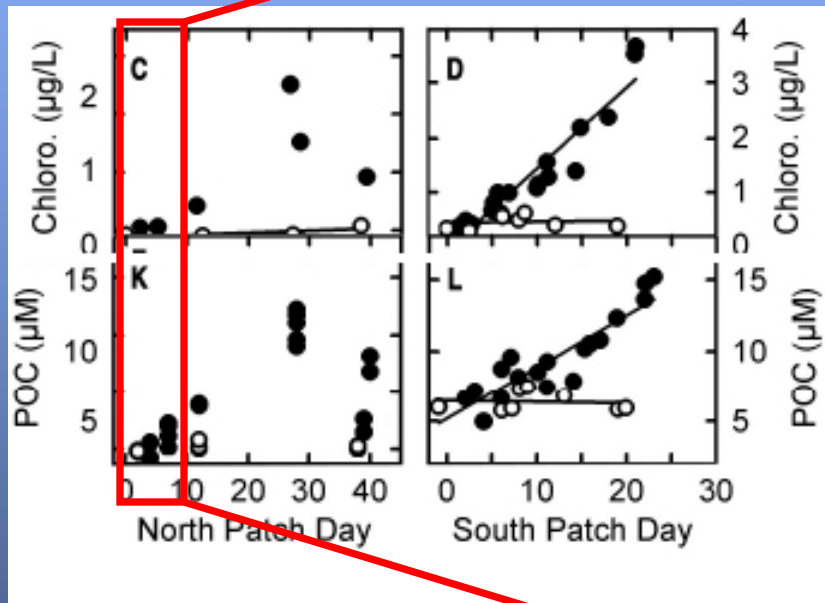 C
D
Chloro. (µg/L)
2
1
0
4
3
2
1
0
Chloro. (µg/L)
K
L
POC (µM)
15
10
5
15
10
5
POC (µM)
0 10 20 30 40
0 10 20 30
North Patch Day
South Patch Day